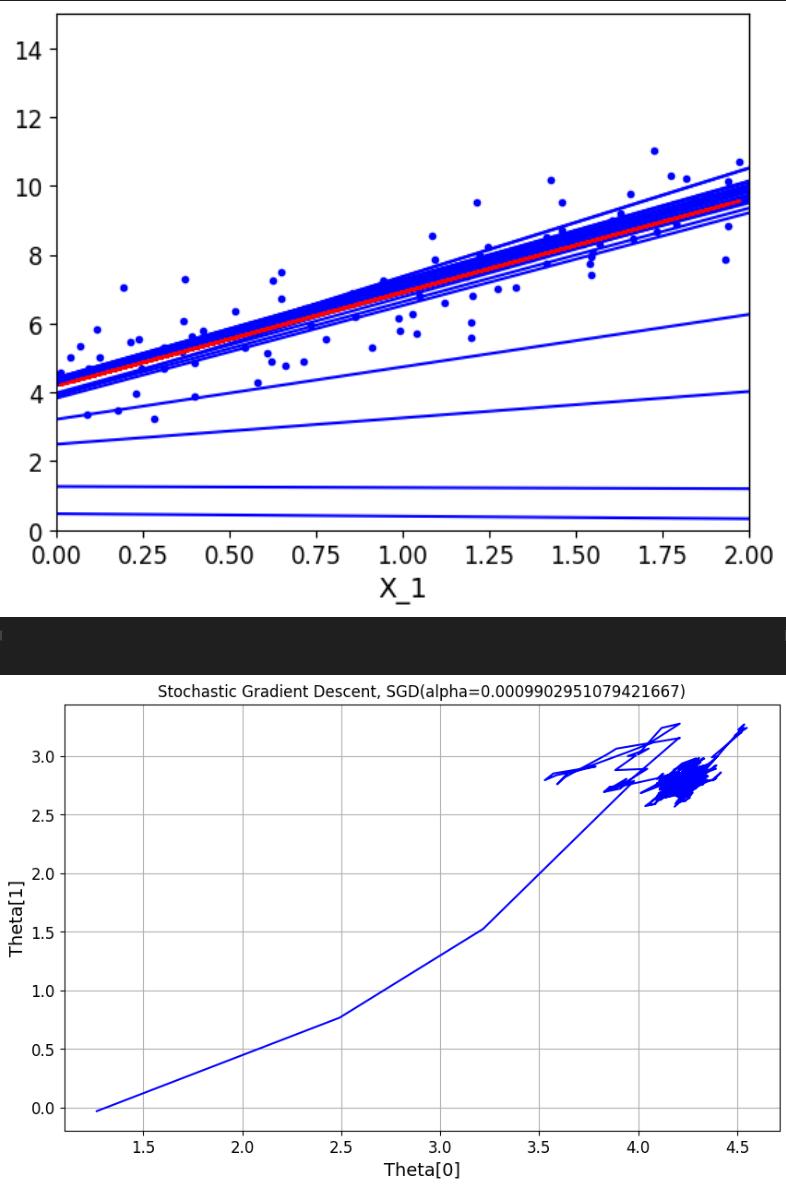 14
12
10
8
6
4
2
0
0.00 0.25 0.50 0.75 1.00 1.25 1.50 1.75 2.00
X_1
Stochastic Gradient Descent, SGD(alpha=0.0009902951079421667)
3.0
2.5
2.0
1.5
1.0
0.5
0.0
Theta[1]
1.5 2.0 2.5 3.0 3.5 4.0 4.5
Theta[0]